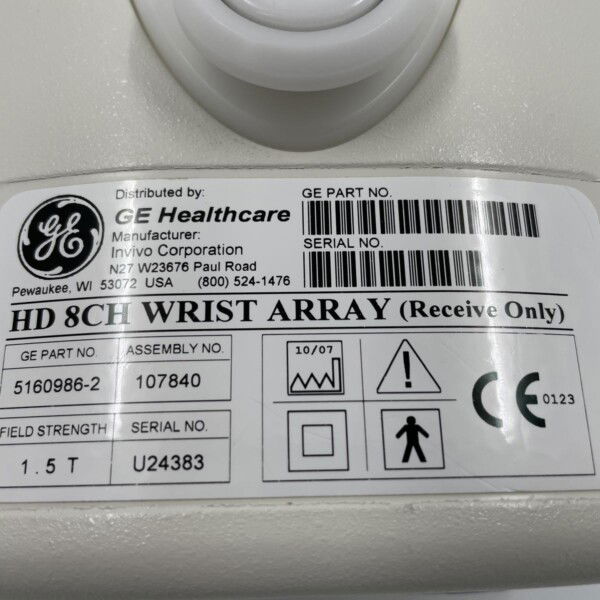 GE
Distributed by:
GE Healthcare
Manufacturer:
Invivo Corporation
N27 W23676 Paul Road
Pewaukee, WI 53072 USA (800) 524-1476
GE PART NO.
SERIAL NO.
HD 8CH WRIST ARRAY (Receive Only)
GE PART NO. ASSEMBLY NO.
5160986-2 107840
FIELD STRENGTH SERIAL NO.
1.5 T U24383
10/07
CE 0123